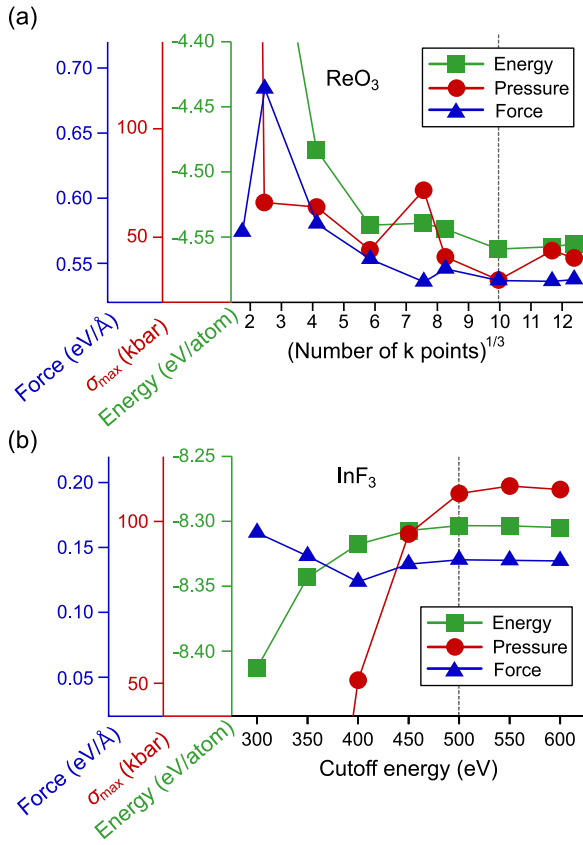 (a)
ReO3
Energy
Pressure
Force
0.70
0.65
0.60
0.55
100
50
-4.40
-4.45
-4.50
-4.55
2 3 4 5 6 7 8 9 10 11 12
(Number of k points)1/3
Force (eV/Å)
σmax (kbar)
Energy (eV/atom)
(b)
InF3
0.20
0.15
0.10
0.05
100
50
-8.25
-8.30
-8.35
-8.40
Energy
Pressure
Force
300 350 400 450 500 550 600
Cutoff energy (eV)
Force (eV/Å)
σmax (kbar)
Energy (eV/atom)